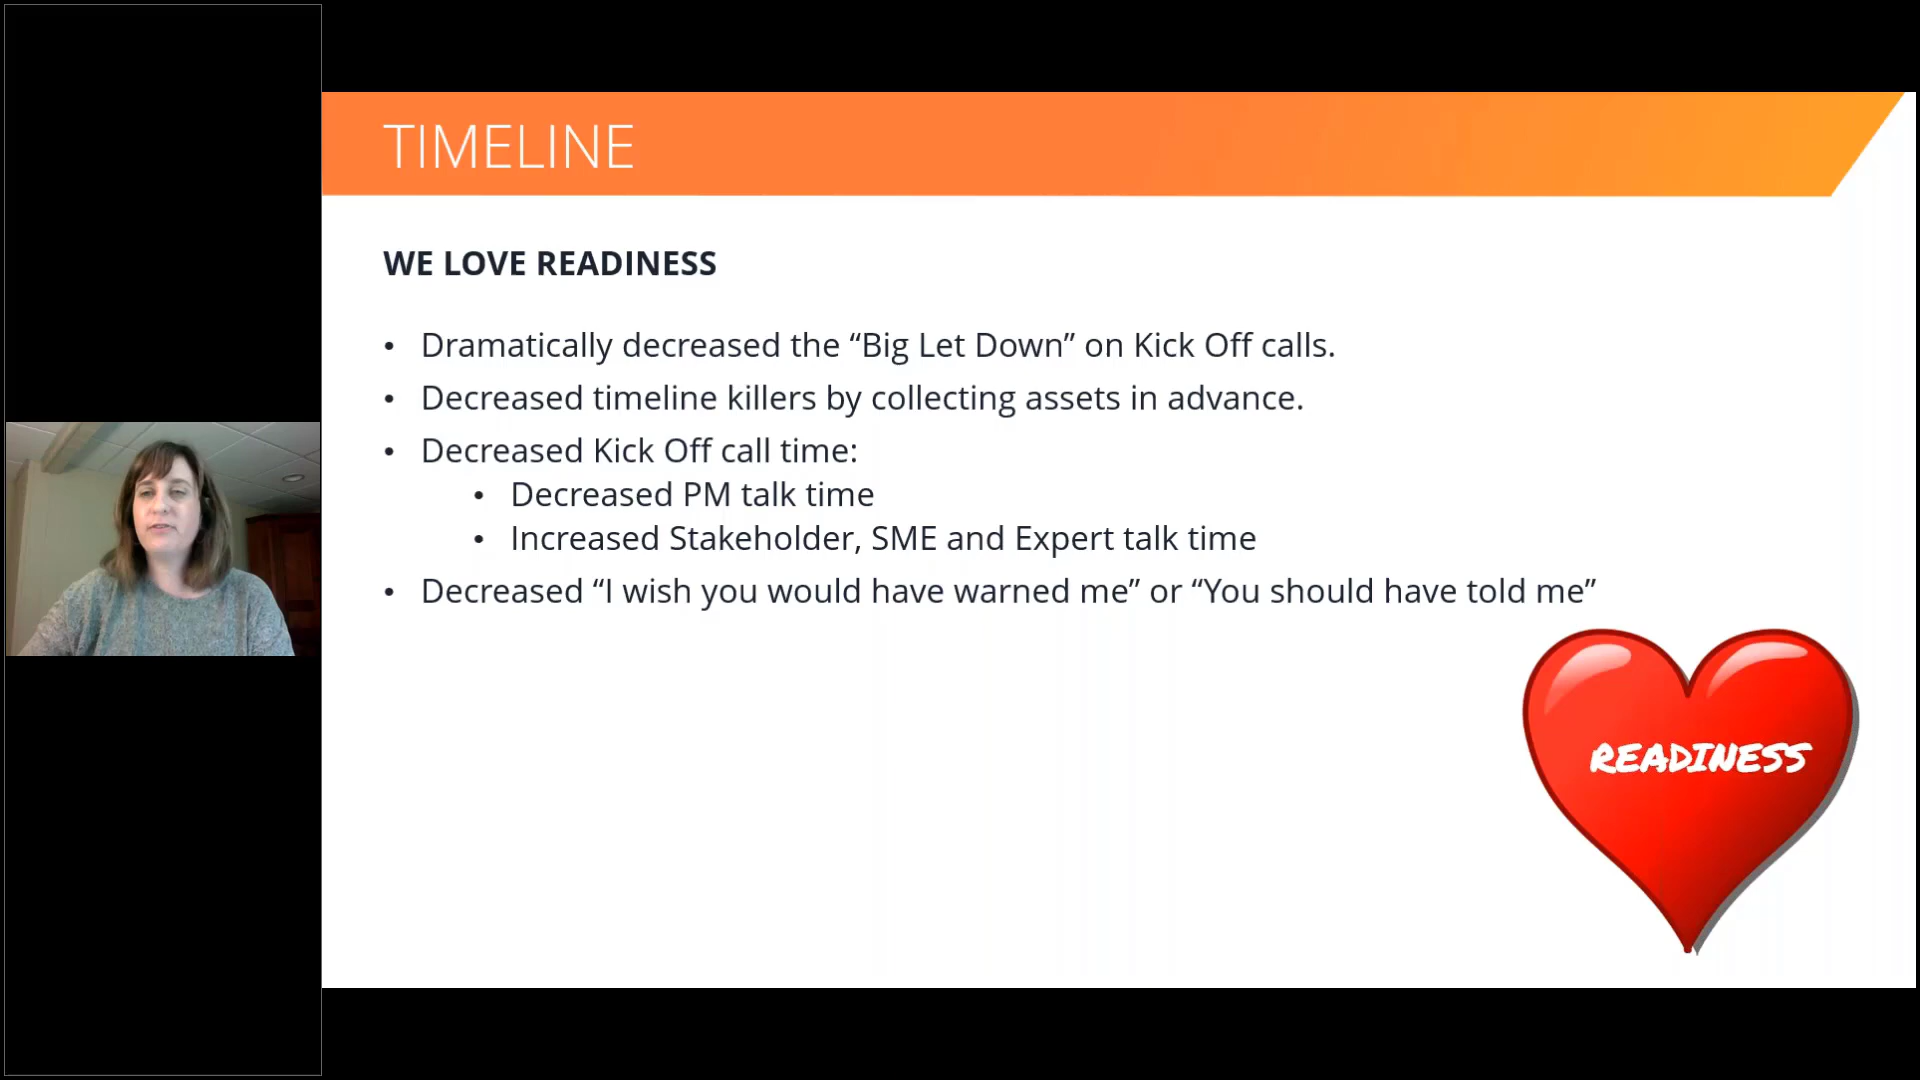 TIMELINE
WE LOVE READINESS
• Dramatically decreased the “Big Let Down” on Kick Off calls.
• Decreased timeline killers by collecting assets in advance.
• Decreased Kick Off call time:
• Decreased PM talk time
• Increased Stakeholder, SME and Expert talk time
• Decreased “I wish you would have warned me” or “You should have told me”
READINESS